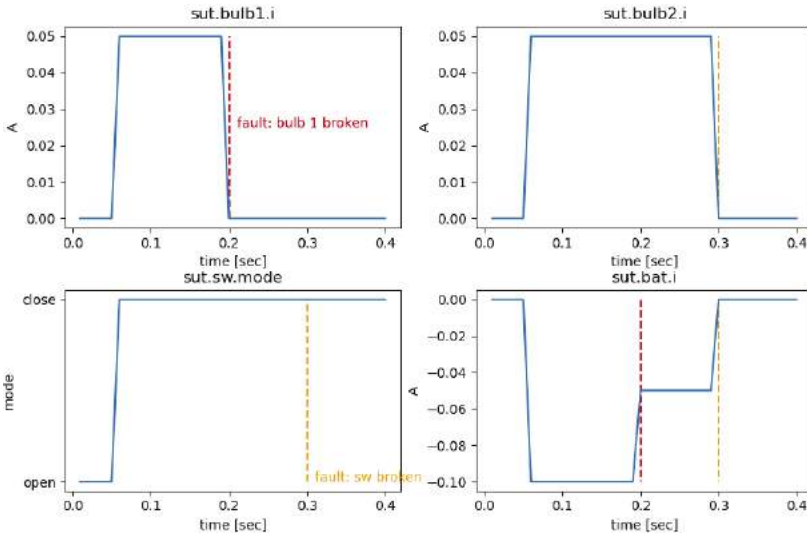 sut.bulb1.i
0.05
0.04
0.03
0.02
0.01
0.00
A
fault: bulb 1 broken
0.0 0.1 0.2 0.3 0.4
time [sec]
sut.bulb2.i
0.05
0.04
0.03
0.02
0.01
0.00
A
0.0 0.1 0.2 0.3 0.4
time [sec]
sut.sw.mode
close
mode
open
fault: sw broken
0.0 0.1 0.2 0.3 0.4
time [sec]
sut.bat.i
0.00
−0.02
−0.04
−0.06
−0.08
−0.10
A
0.0 0.1 0.2 0.3 0.4
time [sec]